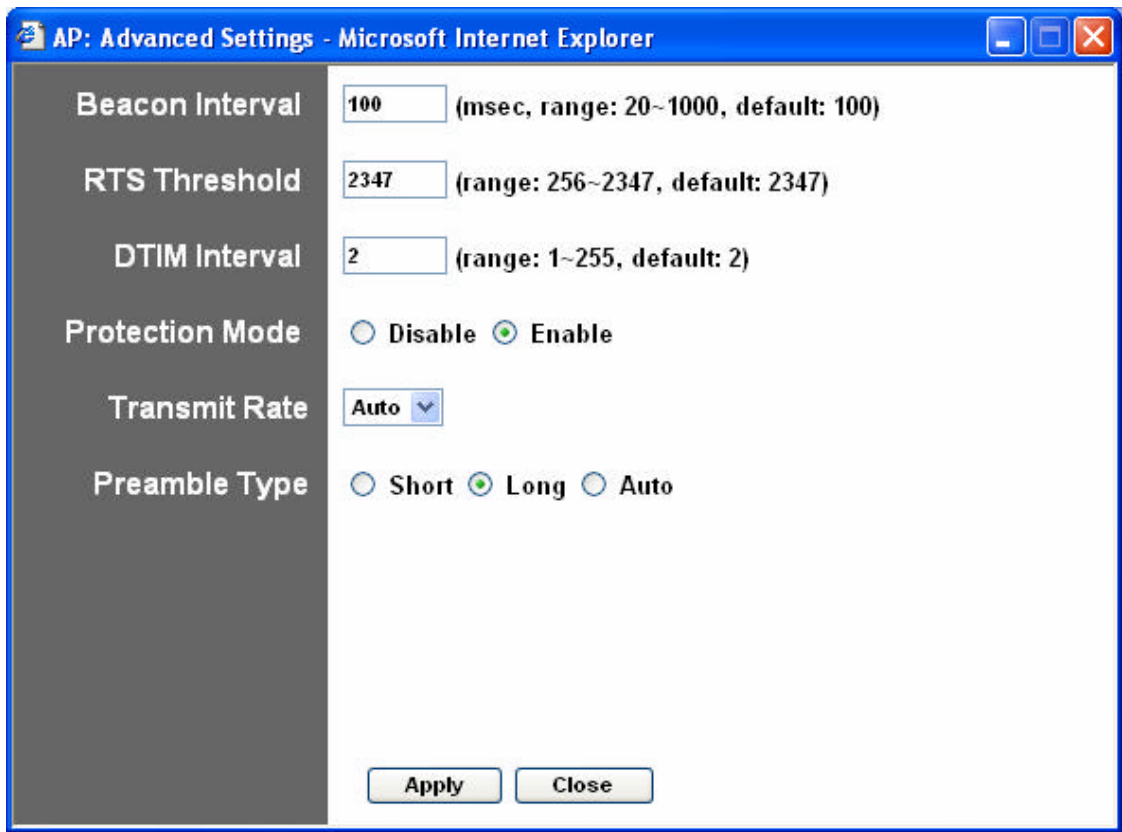 AP: Advanced Settings - Microsoft Internet Explorer
Beacon Interval 100 (msec, range: 20~1000, default: 100)
RTS Threshold 2347 (range: 256~2347, default: 2347)
DTIM Interval 2 (range: 1~255, default: 2)
Protection Mode Disable Enable
Transmit Rate Auto
Preamble Type Short Long Auto
Apply Close